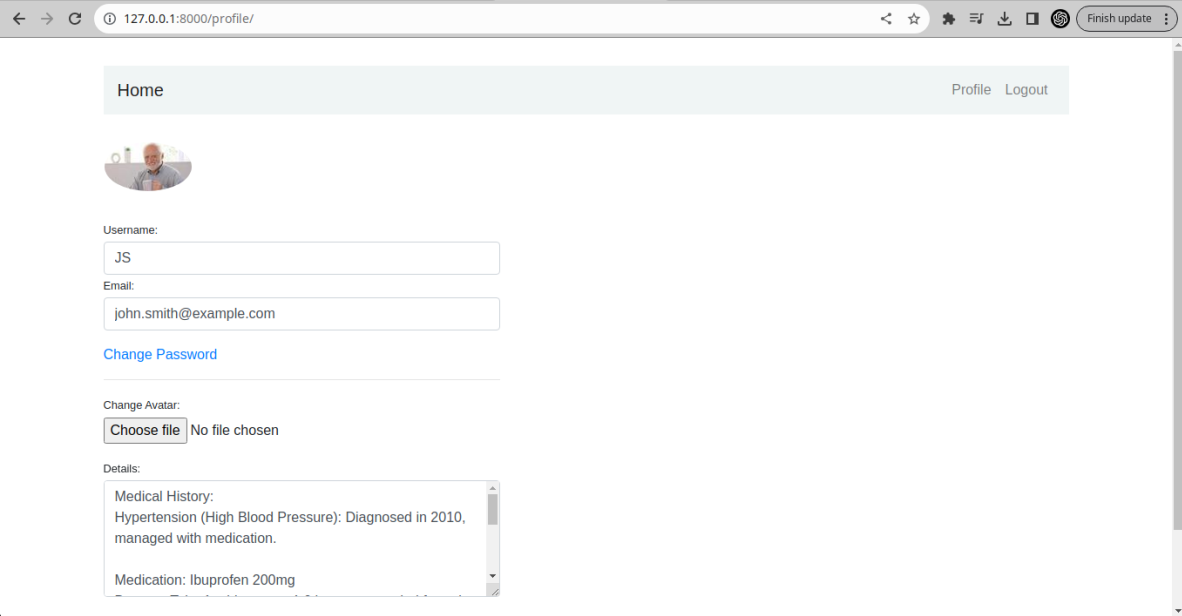 127.0.0.1:8000/profile/
Finish update
Home
Profile Logout
Username:
JS
Email:
john.smith@example.com
Change Password
Change Avatar:
Choose file No file chosen
Details:
Medical History:
Hypertension (High Blood Pressure): Diagnosed in 2010,
managed with medication.
Medication: Ibuprofen 200mg